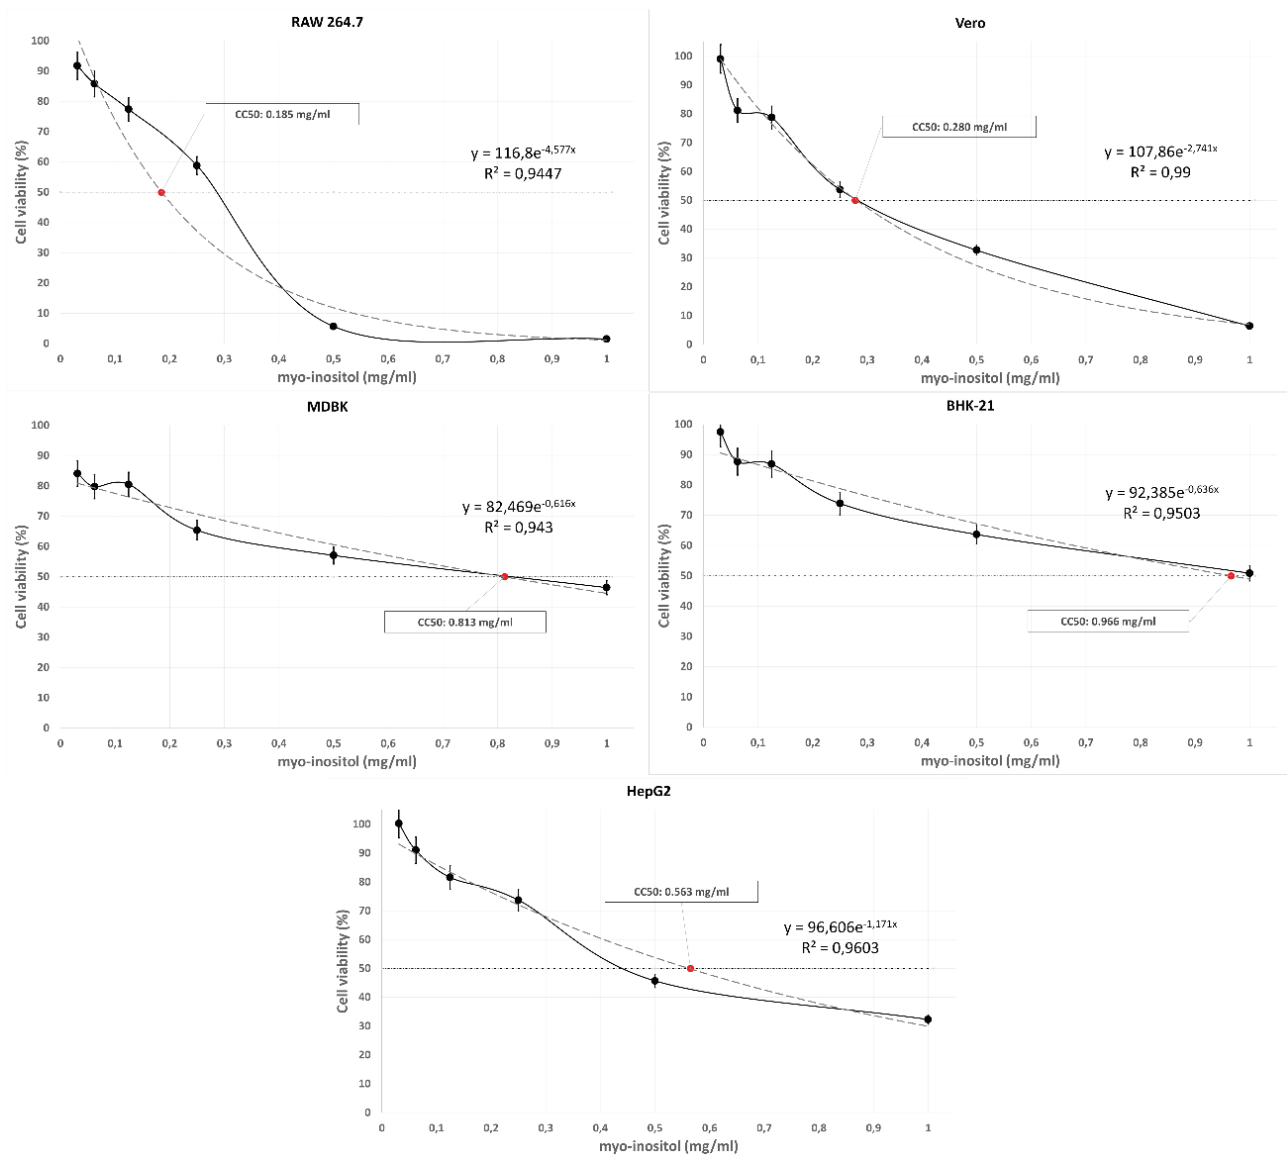 RAW 264.7
100
90
80
70
60
50
40
30
20
10
0
Cell viability (%)
CC50: 0.185 mg/ml
y = 116,8e^-4,577x
R² = 0,9447
0 0,1 0,2 0,3 0,4 0,5 0,6 0,7 0,8 0,9 1
myo-inositol (mg/ml)
Vero
100
90
80
70
60
50
40
30
20
10
0
Cell viability (%)
CC50: 0.280 mg/ml
y = 107,86e^-2,741x
R² = 0,99
0 0,1 0,2 0,3 0,4 0,5 0,6 0,7 0,8 0,9 1
myo-inositol (mg/ml)
MDBK
100
90
80
70
60
50
40
30
20
10
0
Cell viability (%)
y = 82,469e^-0,616x
R² = 0,943
CC50: 0.813 mg/ml
0 0,1 0,2 0,3 0,4 0,5 0,6 0,7 0,8 0,9 1
myo-inositol (mg/ml)
BHK-21
100
90
80
70
60
50
40
30
20
10
0
Cell viability (%)
y = 92,385e^-0,636x
R² = 0,9503
CC50: 0.966 mg/ml
0 0,1 0,2 0,3 0,4 0,5 0,6 0,7 0,8 0,9 1
myo-inositol (mg/ml)
HepG2
100
90
80
70
60
50
40
30
20
10
0
Cell viability (%)
CC50: 0.563 mg/ml
y = 96,606e^-1,171x
R² = 0,9603
0 0,1 0,2 0,3 0,4 0,5 0,6 0,7 0,8 0,9 1
myo-inositol (mg/ml)